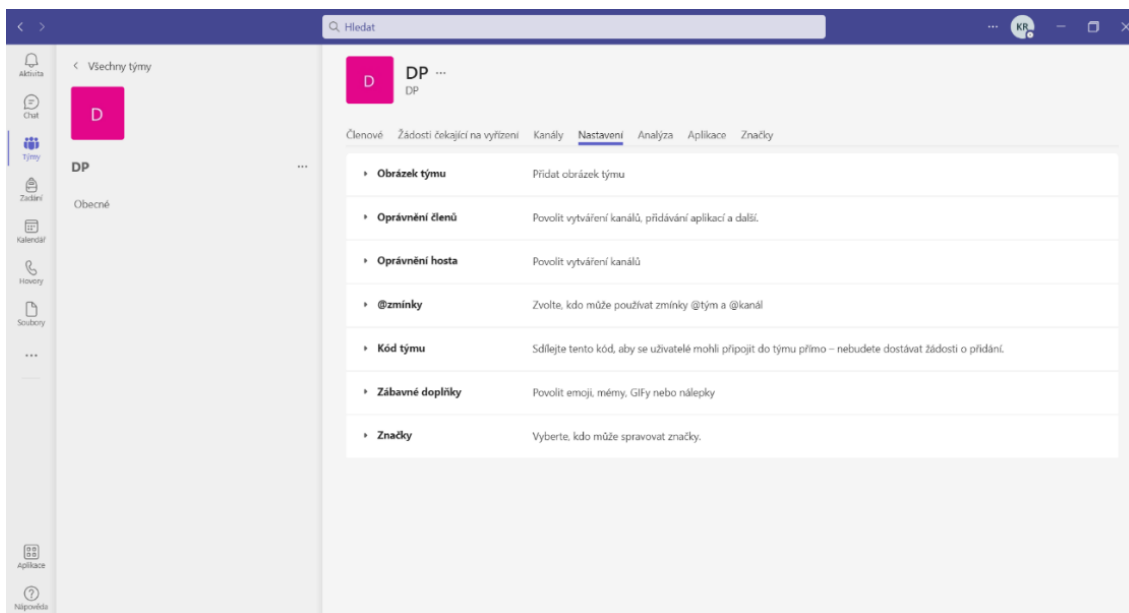 Hledat
KR
Aktivita
Chat
Týmy
Zadání
Kalendář
Hovory
Soubory
Aplikace
Nápověda
Všechny týmy
D
DP
Obecné
D
DP
DP
Členové Žádosti čekající na vyřízení Kanály Nastavení Analýza Aplikace Značky
Obrázek týmu Přidat obrázek týmu
Oprávnění členů Povolit vytváření kanálů, přidávání aplikací a další.
Oprávnění hosta Povolit vytváření kanálů
@zmínky Zvolte, kdo může používat zmínky @tým a @kanál
Kód týmu Sdílejte tento kód, aby se uživatelé mohli připojit do týmu přímo – nebudete dostávat žádosti o přidání.
Zábavné doplňky Povolit emoji, mémy, GIFy nebo nálepky
Značky Vyberte, kdo může spravovat značky.